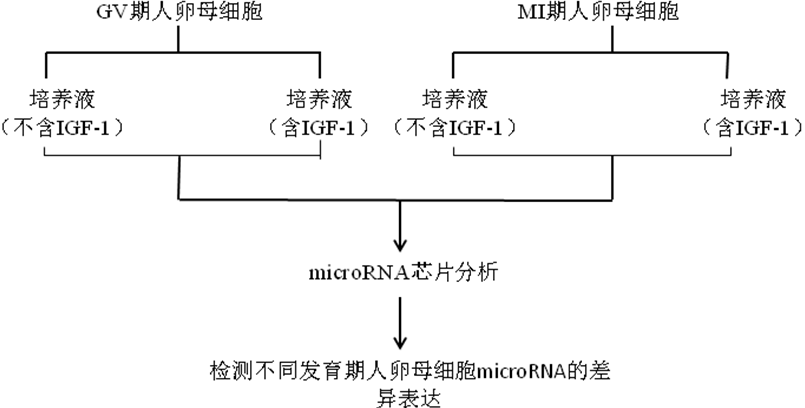 GV期人卵母细胞
MI期人卵母细胞
培养液
（不含IGF-1）
培养液
（含IGF-1）
培养液
（不含IGF-1）
培养液
（含IGF-1）
microRNA芯片分析
检测不同发育期人卵母细胞microRNA的差
异表达